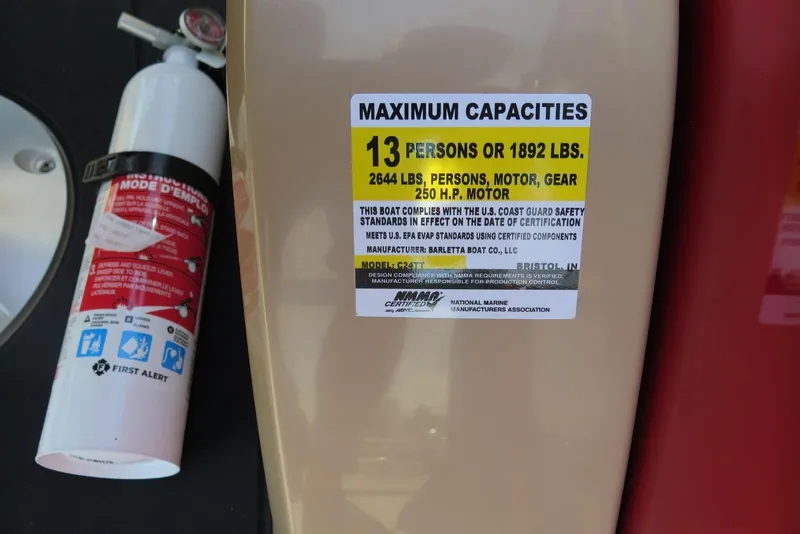 INSTRUCTIONS
MODE D'EMPLOI
FIRST ALERT
MAXIMUM CAPACITIES
13 PERSONS OR 1892 LBS.
2644 LBS, PERSONS, MOTOR, GEAR
250 H.P. MOTOR
THIS BOAT COMPLIES WITH THE U.S. COAST GUARD SAFETY
STANDARDS IN EFFECT ON THE DATE OF CERTIFICATION
MEETS U.S. EPA EVAP STANDARDS USING CERTIFIED COMPONENTS
MANUFACTURER: BARLETTA BOAT CO., LLC
MODEL: C24TT BRISTOL, IN
DESIGN COMPLIANCE WITH NMMA REQUIREMENTS IS VERIFIED.
MANUFACTURER RESPONSIBLE FOR PRODUCTION CONTROL.
NMMA
CERTIFIED
NATIONAL MARINE
MANUFACTURERS ASSOCIATION